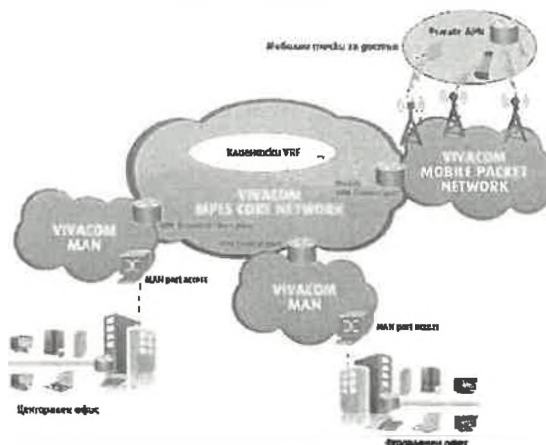 Private APN
Мобилни точки за достъп
Клиентски VRF
VIVACOM
MOBILE PACKET
NETWORK
VIVACOM
MPLS CORE NETWORK
VIVACOM
MAN
MAN port access
VIVACOM
MAN
MAN port access
Централен офис